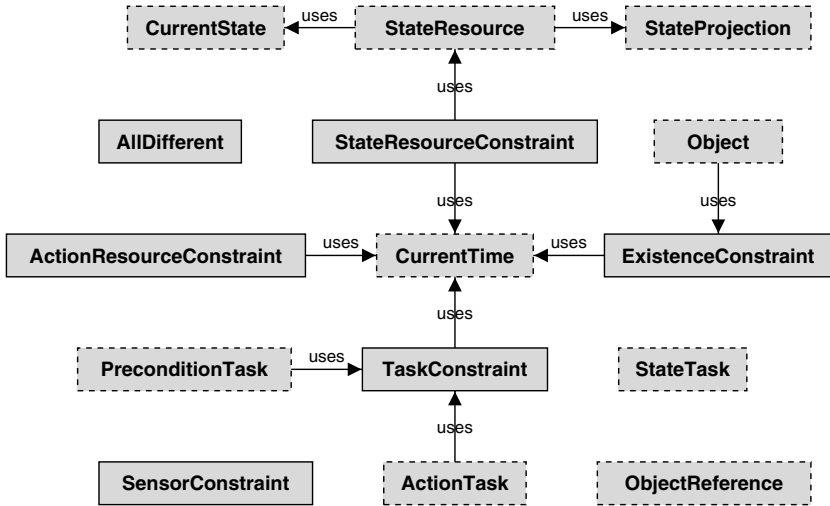 CurrentState
uses
StateResource
uses
StateProjection
uses
AllDifferent
StateResourceConstraint
Object
uses
uses
ActionResourceConstraint
uses
CurrentTime
uses
ExistenceConstraint
uses
PreconditionTask
uses
TaskConstraint
StateTask
uses
SensorConstraint
ActionTask
ObjectReference